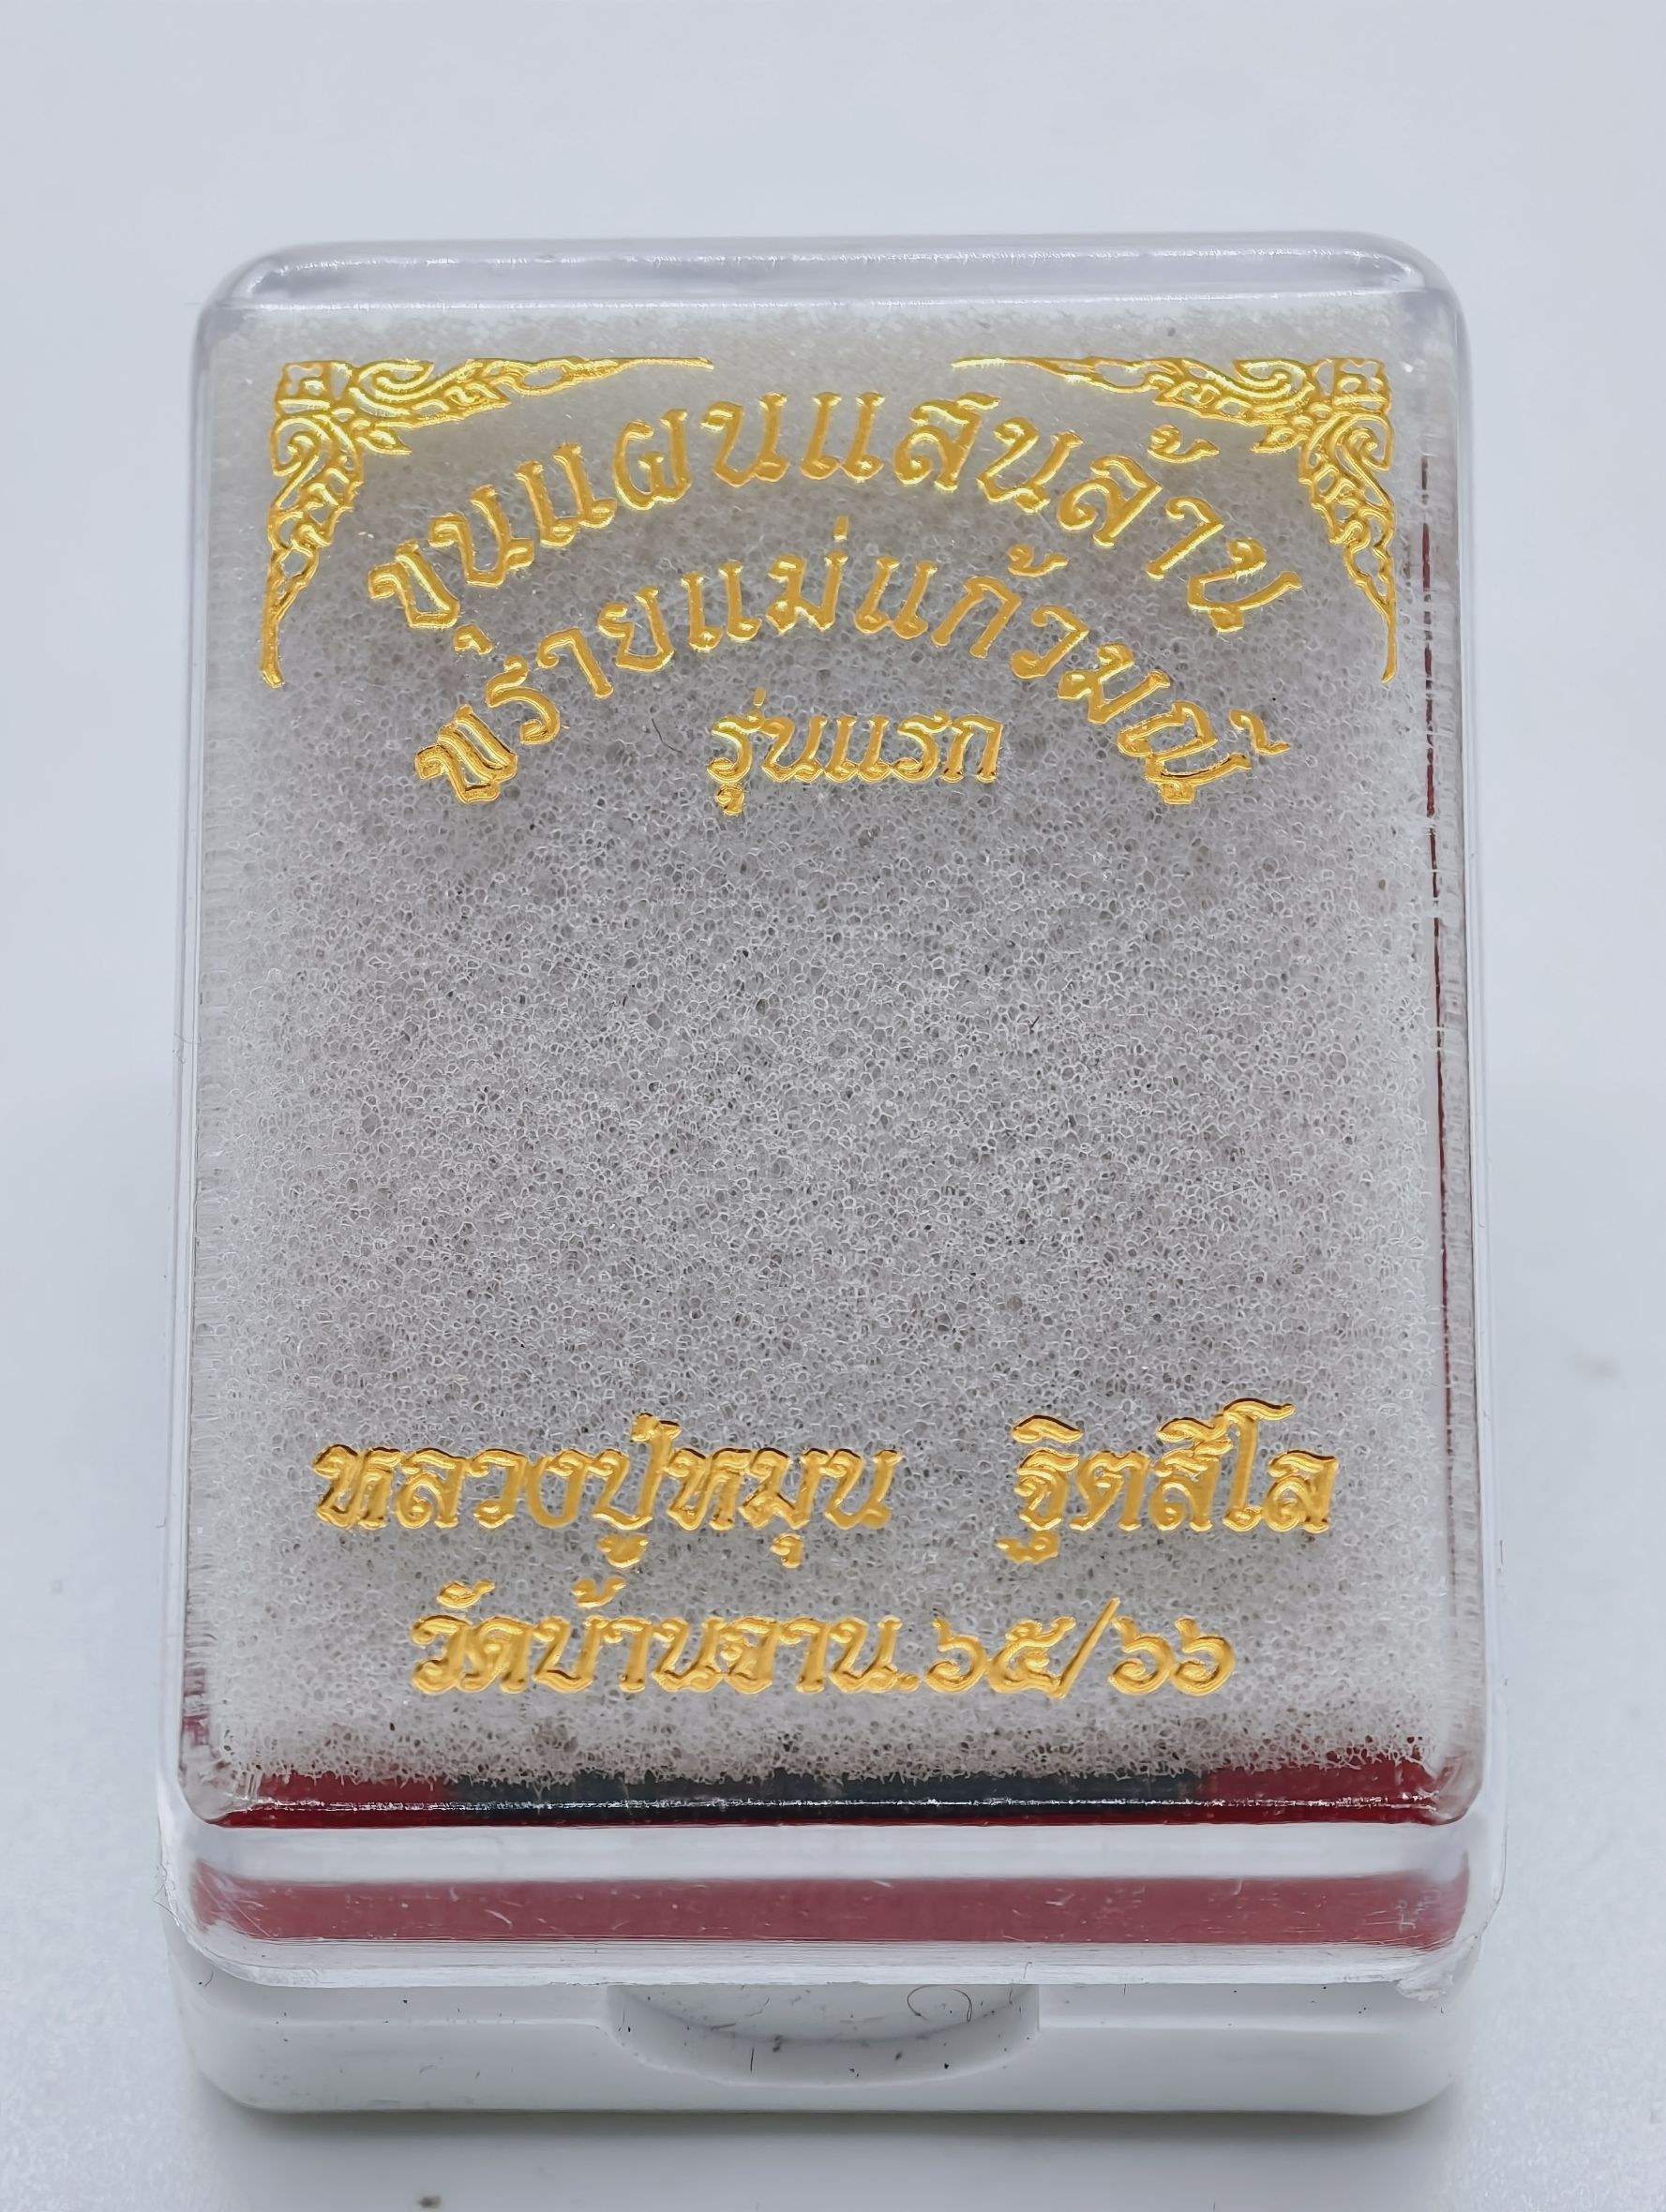 ขุนแผนแสนล้าน
พรายแม่แก้วมณี
รุ่นแรก
หลวงปู่หมุน ฐิตสีโล
วัดบ้านจาน.๖๕/๖๖